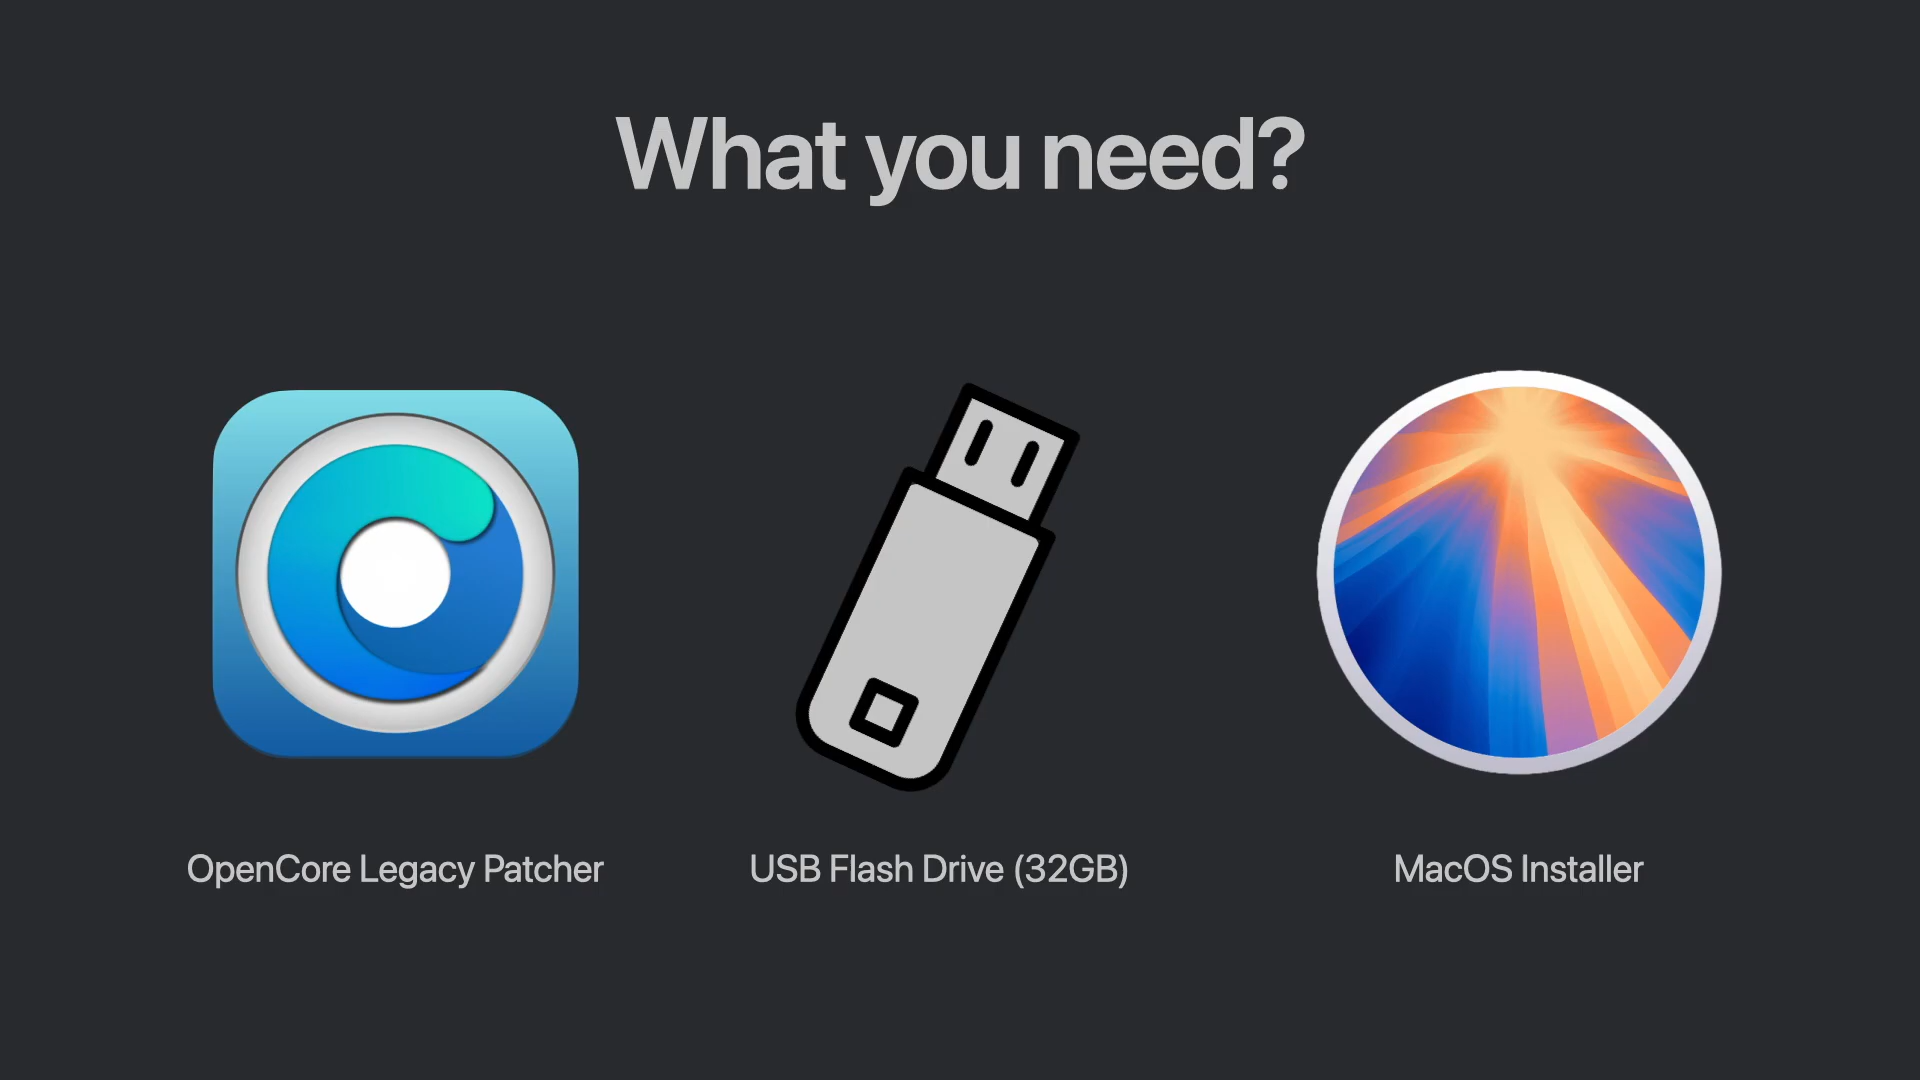 What you need?
OpenCore Legacy Patcher
USB Flash Drive (32GB)
MacOS Installer